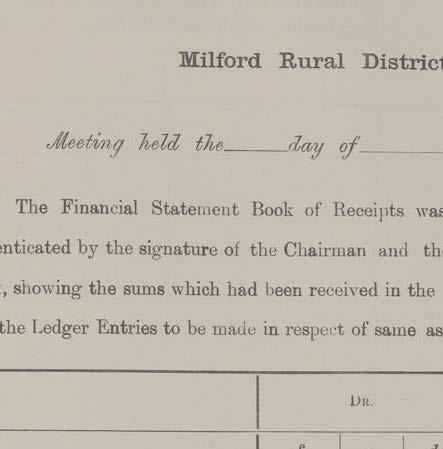 Milford Rural District
Meeting held the day of
The Financial Statement Book of Receipts was
enticated by the signature of the Chairman and the
, showing the sums which had been received in the
the Ledger Entries to be made in respect of same as
DR.
£